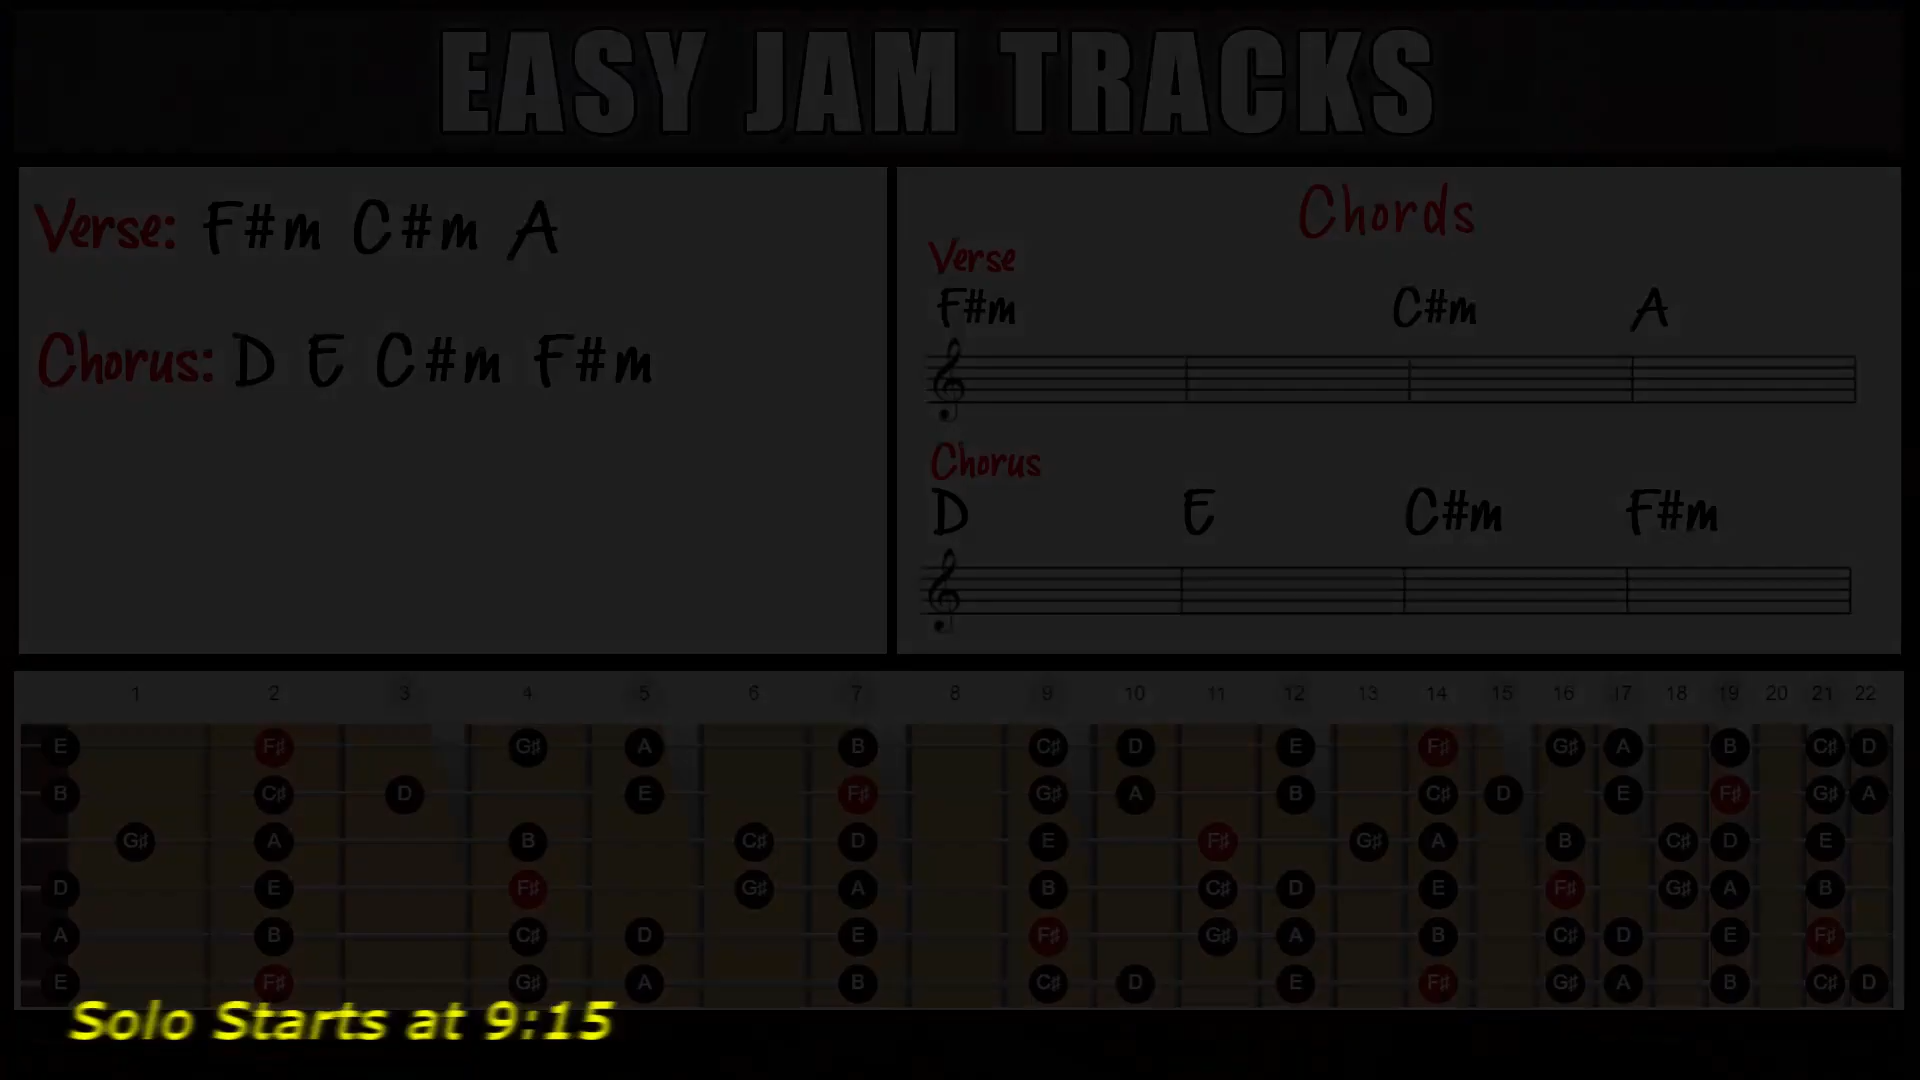 EASY JAM TRACKS
Verse: F#m C#m A
Chorus: D E C#m F#m
Chords
Verse
F#m C#m A
Chorus
D E C#m F#m
1 2 3 4 5 6 7 8 9 10 11 12 13 14 15 16 17 18 19 20 21 22
E F♯ G♯ A B C♯ D E F♯ G♯ A B C♯ D
B C♯ D E F♯ G♯ A B C♯ D E F♯ G♯ A
G♯ A B C♯ D E F♯ G♯ A B C♯ D E
D E F♯ G♯ A B C♯ D E F♯ G♯ A B
A B C♯ D E F♯ G♯ A B C♯ D E F♯
E F♯ G♯ A B C♯ D E F♯ G♯ A B C♯ D
Solo Starts at 9:15